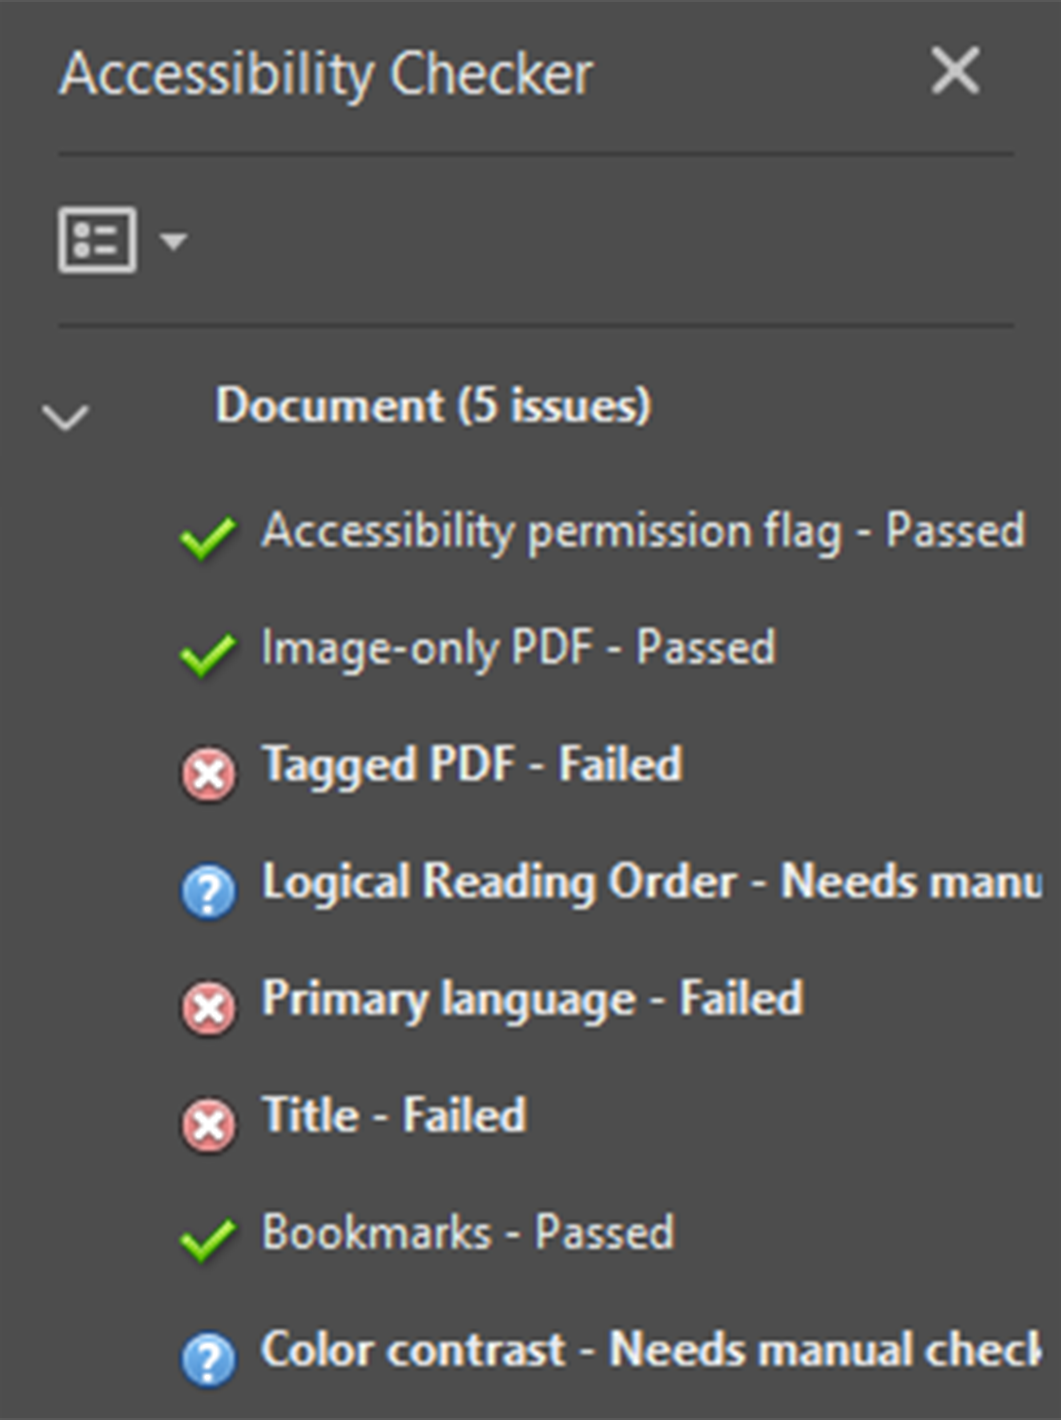 Accessibility Checker
Document (5 issues)
Accessibility permission flag - Passed
Image-only PDF - Passed
Tagged PDF - Failed
Logical Reading Order - Needs manu
Primary language - Failed
Title - Failed
Bookmarks - Passed
Color contrast - Needs manual check